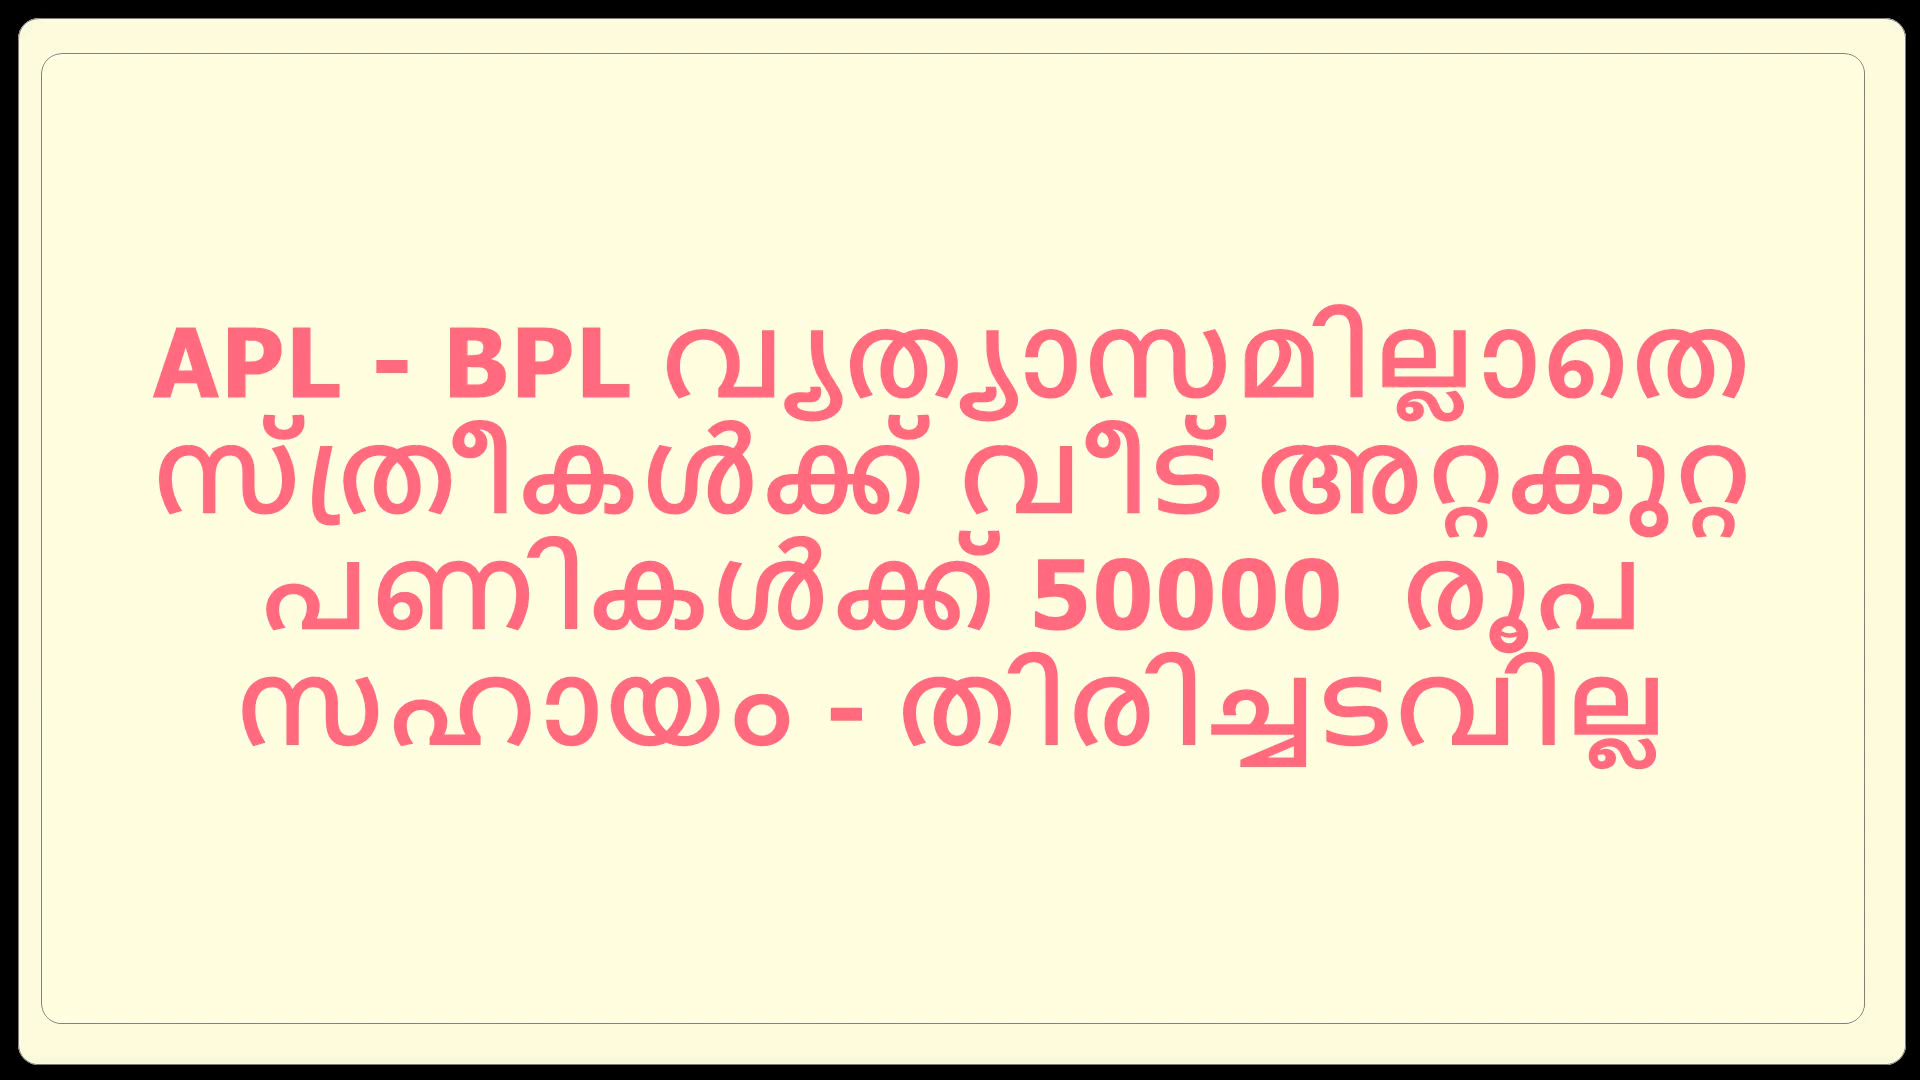 APL - BPL വ്യത്യാസമില്ലാതെ
സ്ത്രീകൾക്ക് വീട് അറ്റകുറ്റ
പണികൾക്ക് 50000 രൂപ
സഹായം - തിരിച്ചടവില്ല